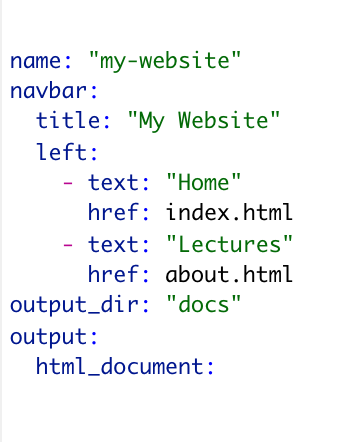 name: "my-website"
navbar:
  title: "My Website"
  left:
    - text: "Home"
      href: index.html
    - text: "Lectures"
      href: about.html
output_dir: "docs"
output:
  html_document: